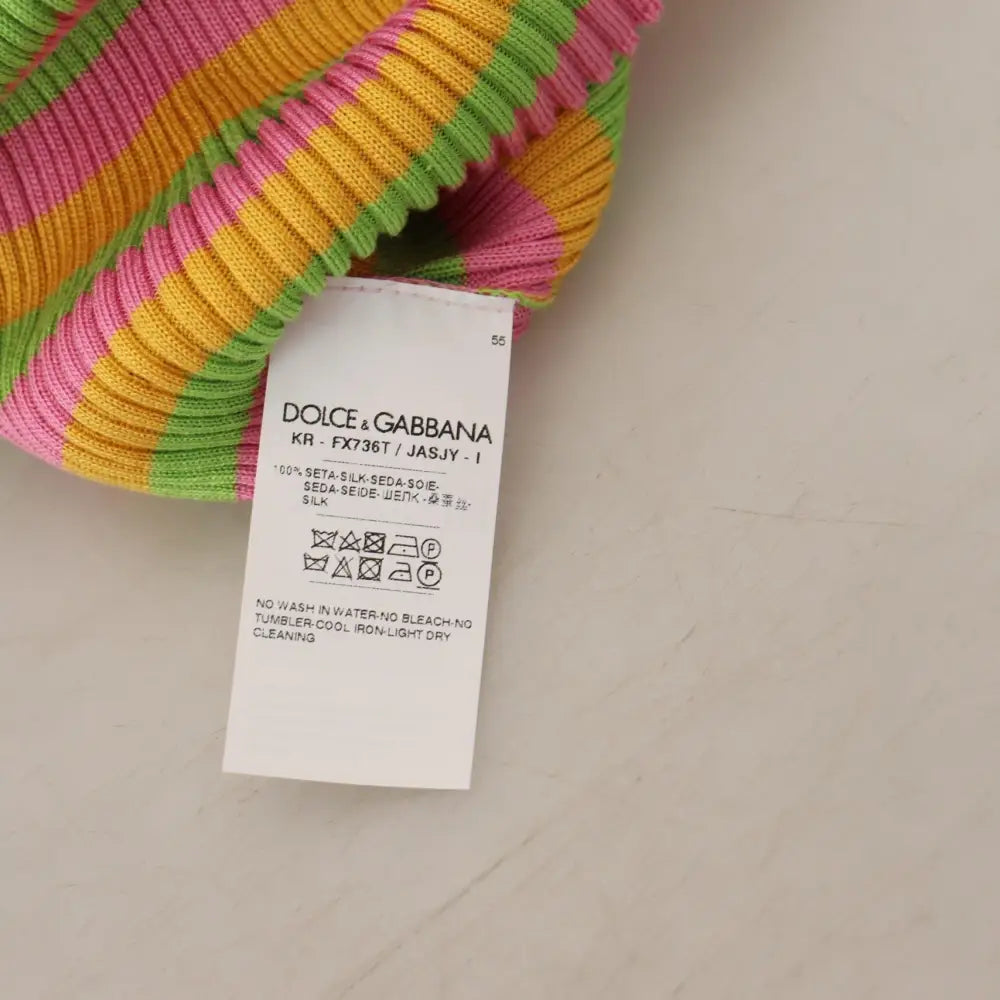 55
DOLCE & GABBANA
KR - FX736T / JASJY - I
100% SETA-SILK-SEDA-SOIE-
SEDA-SEIDE-ШЕЛК-桑蚕丝-
SILK
P
P
NO WASH IN WATER-NO BLEACH-NO
TUMBLER-COOL IRON-LIGHT DRY
CLEANING